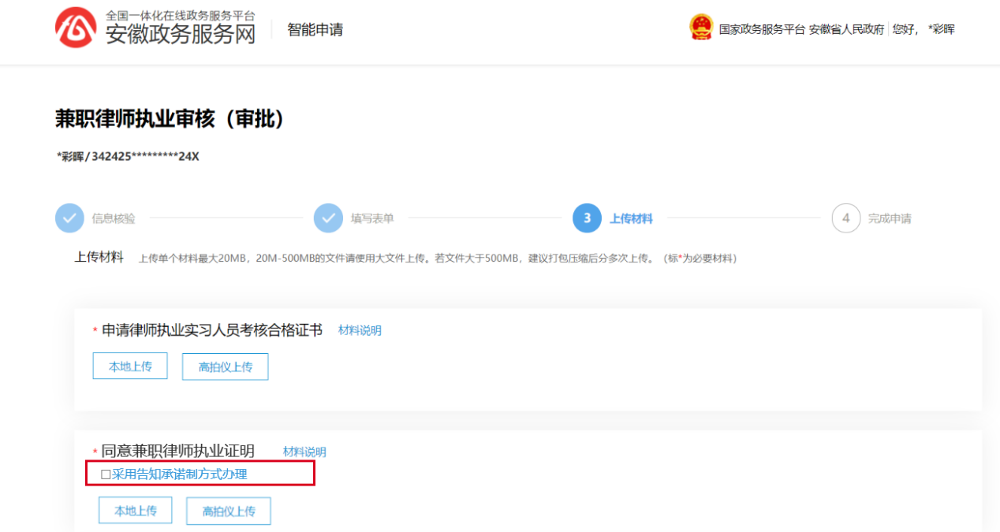 全国一体化在线政务服务平台
安徽政务服务网 智能申请 国家政务服务平台 安徽省人民政府 您好， *彩晖
兼职律师执业审核（审批）
*彩晖/342425*********24X
信息核验 填写表单 3 上传材料 4 完成申请
上传材料 上传单个材料最大20MB，20M-500MB的文件请使用大文件上传。若文件大于500MB，建议打包压缩后分多次上传。（标*为必要材料）
* 申请律师执业实习人员考核合格证书 材料说明
本地上传 高拍仪上传
* 同意兼职律师执业证明 材料说明
□采用告知承诺制方式办理
本地上传 高拍仪上传